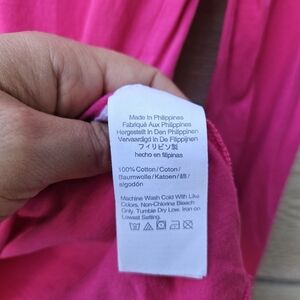 Made In Philippines
Fabriqué Aux Philippines
Hergestellt In Den Philippinen
Vervaardigd In De Filippijnen
フィリピン製
hecho en filipinas
100% Cotton/Coton/
Baumwolle/Katoen/綿/
algodón
Machine Wash Cold With Like
Colors, Non-Chlorine Bleach
Only, Tumble Dry Low. Iron on
Lowest Setting.